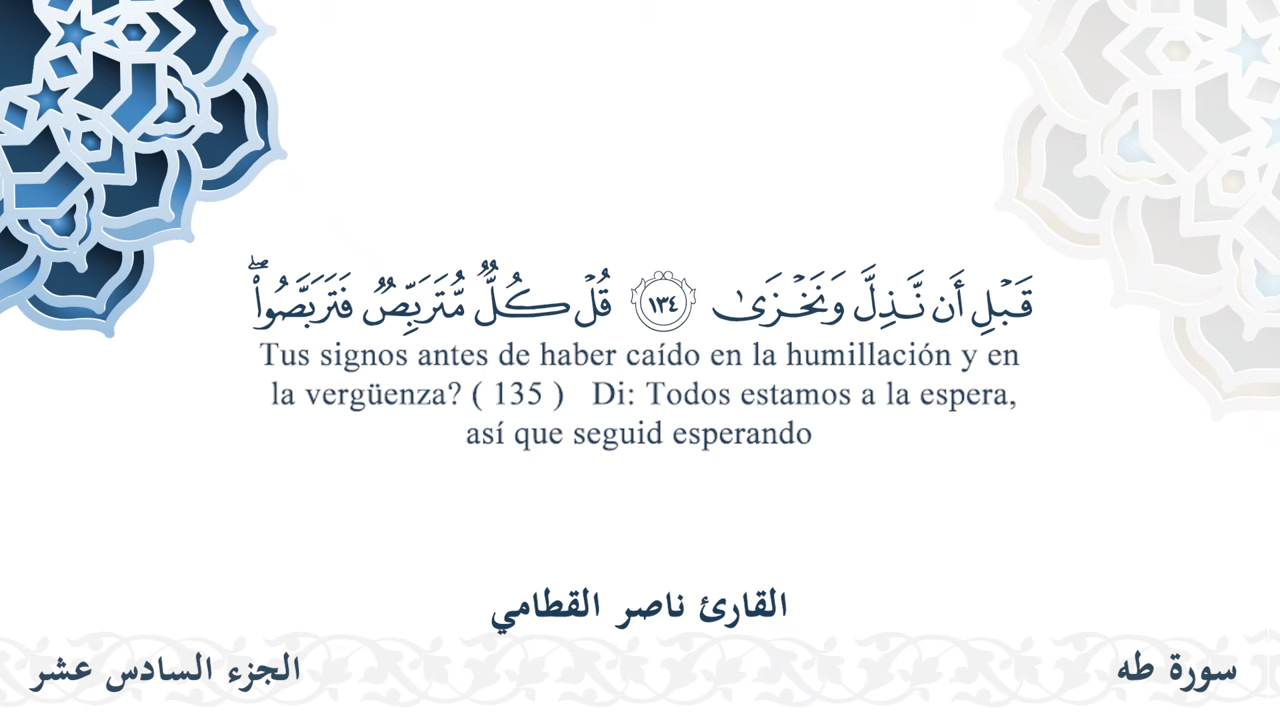 قَبۡلِ أَن نَّذِلَّ وَنَخۡزَىٰ ١٣٤ قُلۡ كُلّٞ مُّتَرَبِّصٞ فَتَرَبَّصُواْۖ
Tus signos antes de haber caído en la humillación y en
la vergüenza? ( 135 ) Di: Todos estamos a la espera,
así que seguid esperando
القارئ ناصر القطامي
سورة طه
الجزء السادس عشر